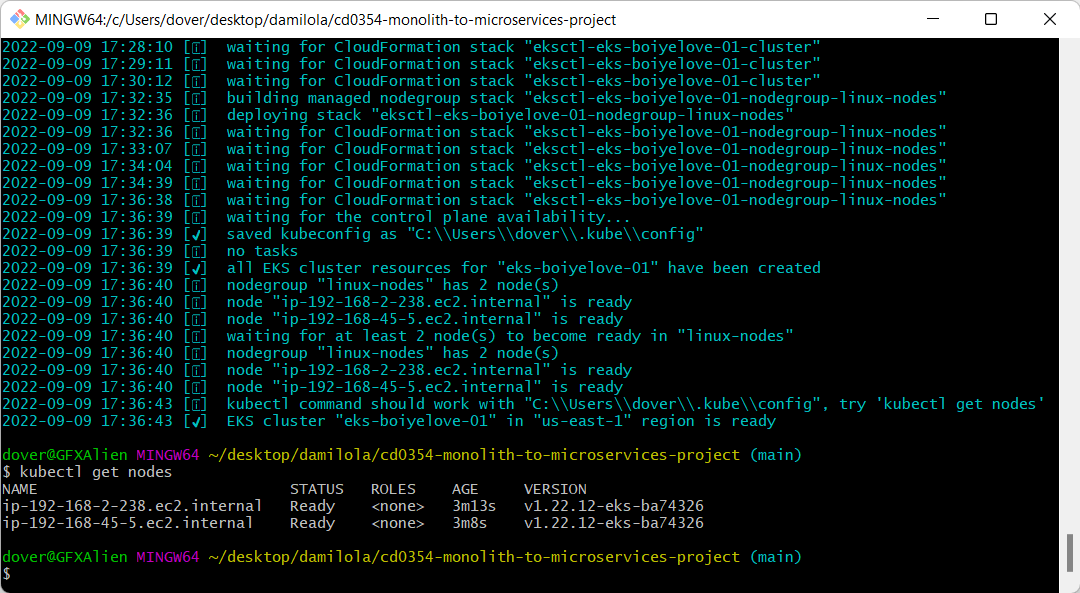 MINGW64:/c/Users/dover/desktop/damilola/cd0354-monolith-to-microservices-project
2022-09-09 17:28:10 [ℹ]  waiting for CloudFormation stack "eksctl-eks-boiyelove-01-cluster"
2022-09-09 17:29:11 [ℹ]  waiting for CloudFormation stack "eksctl-eks-boiyelove-01-cluster"
2022-09-09 17:30:12 [ℹ]  waiting for CloudFormation stack "eksctl-eks-boiyelove-01-cluster"
2022-09-09 17:32:35 [ℹ]  building managed nodegroup stack "eksctl-eks-boiyelove-01-nodegroup-linux-nodes"
2022-09-09 17:32:36 [ℹ]  deploying stack "eksctl-eks-boiyelove-01-nodegroup-linux-nodes"
2022-09-09 17:32:36 [ℹ]  waiting for CloudFormation stack "eksctl-eks-boiyelove-01-nodegroup-linux-nodes"
2022-09-09 17:33:07 [ℹ]  waiting for CloudFormation stack "eksctl-eks-boiyelove-01-nodegroup-linux-nodes"
2022-09-09 17:34:04 [ℹ]  waiting for CloudFormation stack "eksctl-eks-boiyelove-01-nodegroup-linux-nodes"
2022-09-09 17:34:39 [ℹ]  waiting for CloudFormation stack "eksctl-eks-boiyelove-01-nodegroup-linux-nodes"
2022-09-09 17:36:38 [ℹ]  waiting for CloudFormation stack "eksctl-eks-boiyelove-01-nodegroup-linux-nodes"
2022-09-09 17:36:39 [ℹ]  waiting for the control plane availability...
2022-09-09 17:36:39 [✔]  saved kubeconfig as "C:\\Users\\dover\\.kube\\config"
2022-09-09 17:36:39 [ℹ]  no tasks
2022-09-09 17:36:39 [✔]  all EKS cluster resources for "eks-boiyelove-01" have been created
2022-09-09 17:36:40 [ℹ]  nodegroup "linux-nodes" has 2 node(s)
2022-09-09 17:36:40 [ℹ]  node "ip-192-168-2-238.ec2.internal" is ready
2022-09-09 17:36:40 [ℹ]  node "ip-192-168-45-5.ec2.internal" is ready
2022-09-09 17:36:40 [ℹ]  waiting for at least 2 node(s) to become ready in "linux-nodes"
2022-09-09 17:36:40 [ℹ]  nodegroup "linux-nodes" has 2 node(s)
2022-09-09 17:36:40 [ℹ]  node "ip-192-168-2-238.ec2.internal" is ready
2022-09-09 17:36:40 [ℹ]  node "ip-192-168-45-5.ec2.internal" is ready
2022-09-09 17:36:43 [ℹ]  kubectl command should work with "C:\\Users\\dover\\.kube\\config", try 'kubectl get nodes'
2022-09-09 17:36:43 [✔]  EKS cluster "eks-boiyelove-01" in "us-east-1" region is ready
dover@GFXAlien MINGW64 ~/desktop/damilola/cd0354-monolith-to-microservices-project (main)
$ kubectl get nodes
NAME                            STATUS   ROLES    AGE     VERSION
ip-192-168-2-238.ec2.internal   Ready    <none>   3m13s   v1.22.12-eks-ba74326
ip-192-168-45-5.ec2.internal    Ready    <none>   3m8s    v1.22.12-eks-ba74326
dover@GFXAlien MINGW64 ~/desktop/damilola/cd0354-monolith-to-microservices-project (main)
$